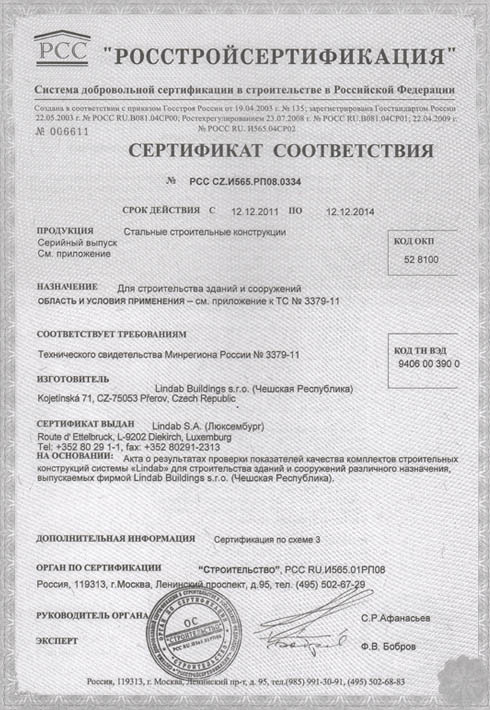 РСС
"РОССТРОЙСЕРТИФИКАЦИЯ"
Система добровольной сертификации в строительстве в Российской Федерации
Создана в соответствии с приказом Госстроя России от 19.04.2003 г. № 135; зарегистрирована Госстандартом России
22.05.2003 г. № РОСС RU.В081.04СР00; Ростехрегулированием 23.07.2008 г. № РОСС RU.В081.04СР01; 22.04.2009 г.
№ РОСС RU. И565.04СР02
№ 006611
СЕРТИФИКАТ СООТВЕТСТВИЯ
№ РСС CZ.И565.РП08.0334
СРОК ДЕЙСТВИЯ С 12.12.2011 ПО 12.12.2014
ПРОДУКЦИЯ Стальные строительные конструкции
Серийный выпуск
См. приложение
КОД ОКП
52 8100
НАЗНАЧЕНИЕ Для строительства зданий и сооружений
ОБЛАСТЬ И УСЛОВИЯ ПРИМЕНЕНИЯ – см. приложение к ТС № 3379-11
СООТВЕТСТВУЕТ ТРЕБОВАНИЯМ
Технического свидетельства Минрегиона России № 3379-11
КОД ТН ВЭД
9406 00 390 0
ИЗГОТОВИТЕЛЬ Lindab Buildings s.r.o. (Чешская Республика)
Kojetinská 71, CZ-75053 Přerov, Czech Republic
СЕРТИФИКАТ ВЫДАН Lindab S.A. (Люксембург)
Route d' Ettelbruck, L-9202 Diekirch, Luxemburg
Tel: +352 80 29 1-1, fax: +352 80291-2313
НА ОСНОВАНИИ: Акта о результатах проверки показателей качества комплектов строительных
конструкций системы «Lindab» для строительства зданий и сооружений различного назначения,
выпускаемых фирмой Lindab Buildings s.r.o. (Чешская Республика).
ДОПОЛНИТЕЛЬНАЯ ИНФОРМАЦИЯ Сертификация по схеме 3
ОРГАН ПО СЕРТИФИКАЦИИ "СТРОИТЕЛЬСТВО", РСС RU.И565.01РП08
Россия, 119313, г.Москва, Ленинский проспект, д.95, тел. (495) 502-67-29
РУКОВОДИТЕЛЬ ОРГАНА С.Р.Афанасьев
ОС
СТРОИТЕЛЬСТВО
ЭКСПЕРТ Ф.В. Бобров
Россия, 119313, г. Москва, Ленинский пр-т, д. 95, тел.(985) 991-30-91, (495) 502-68-83